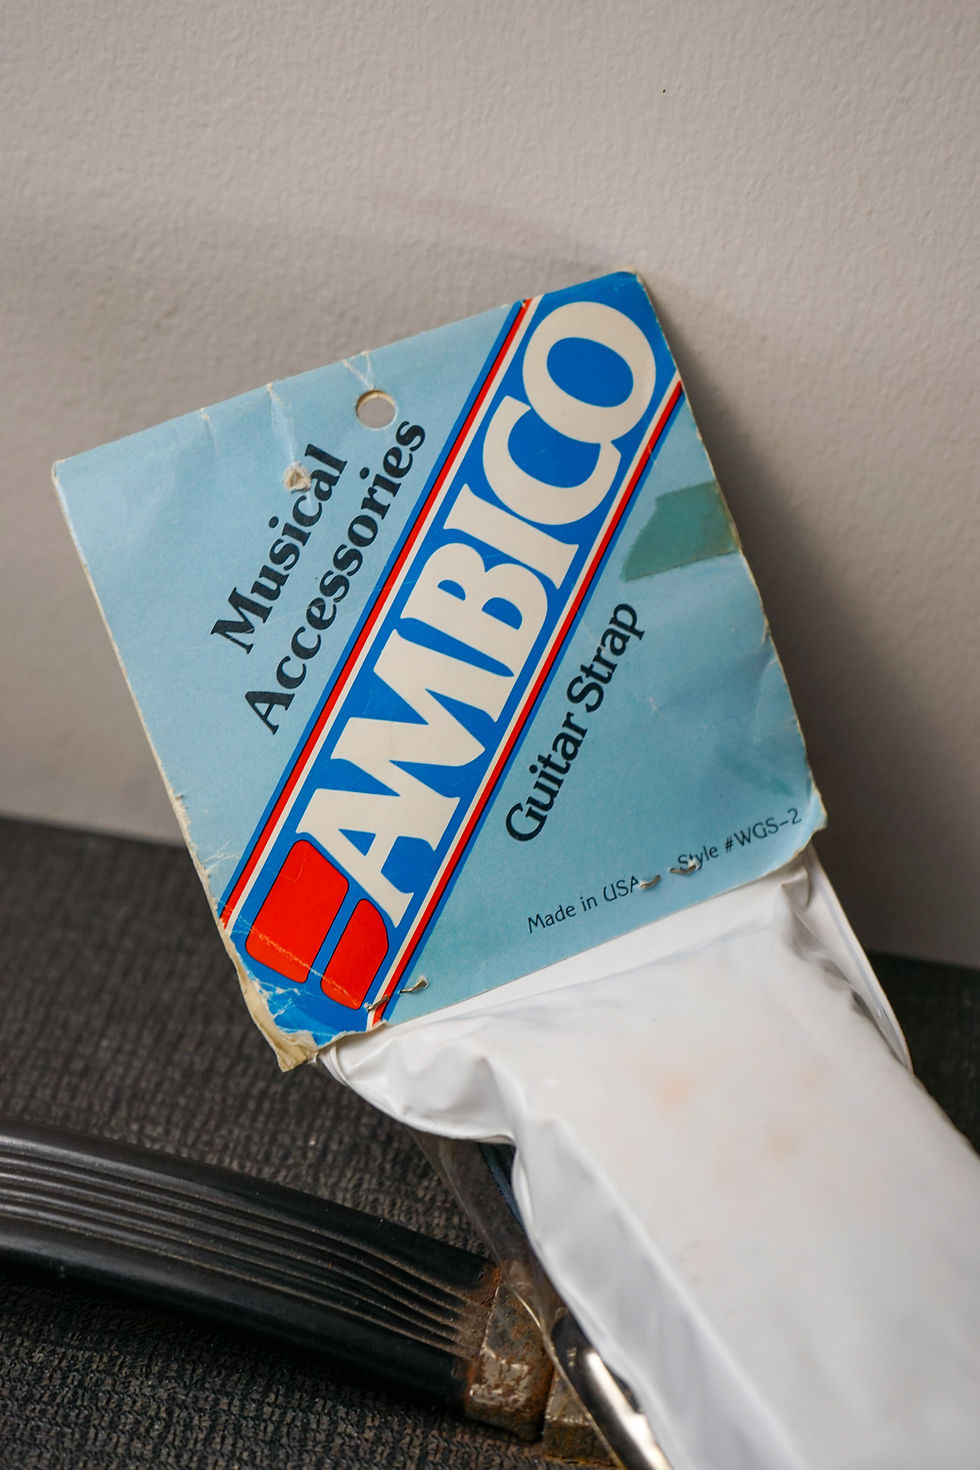 Musical
Accessories
AMBICO
Guitar Strap
Made in USA
Style #WGS-2